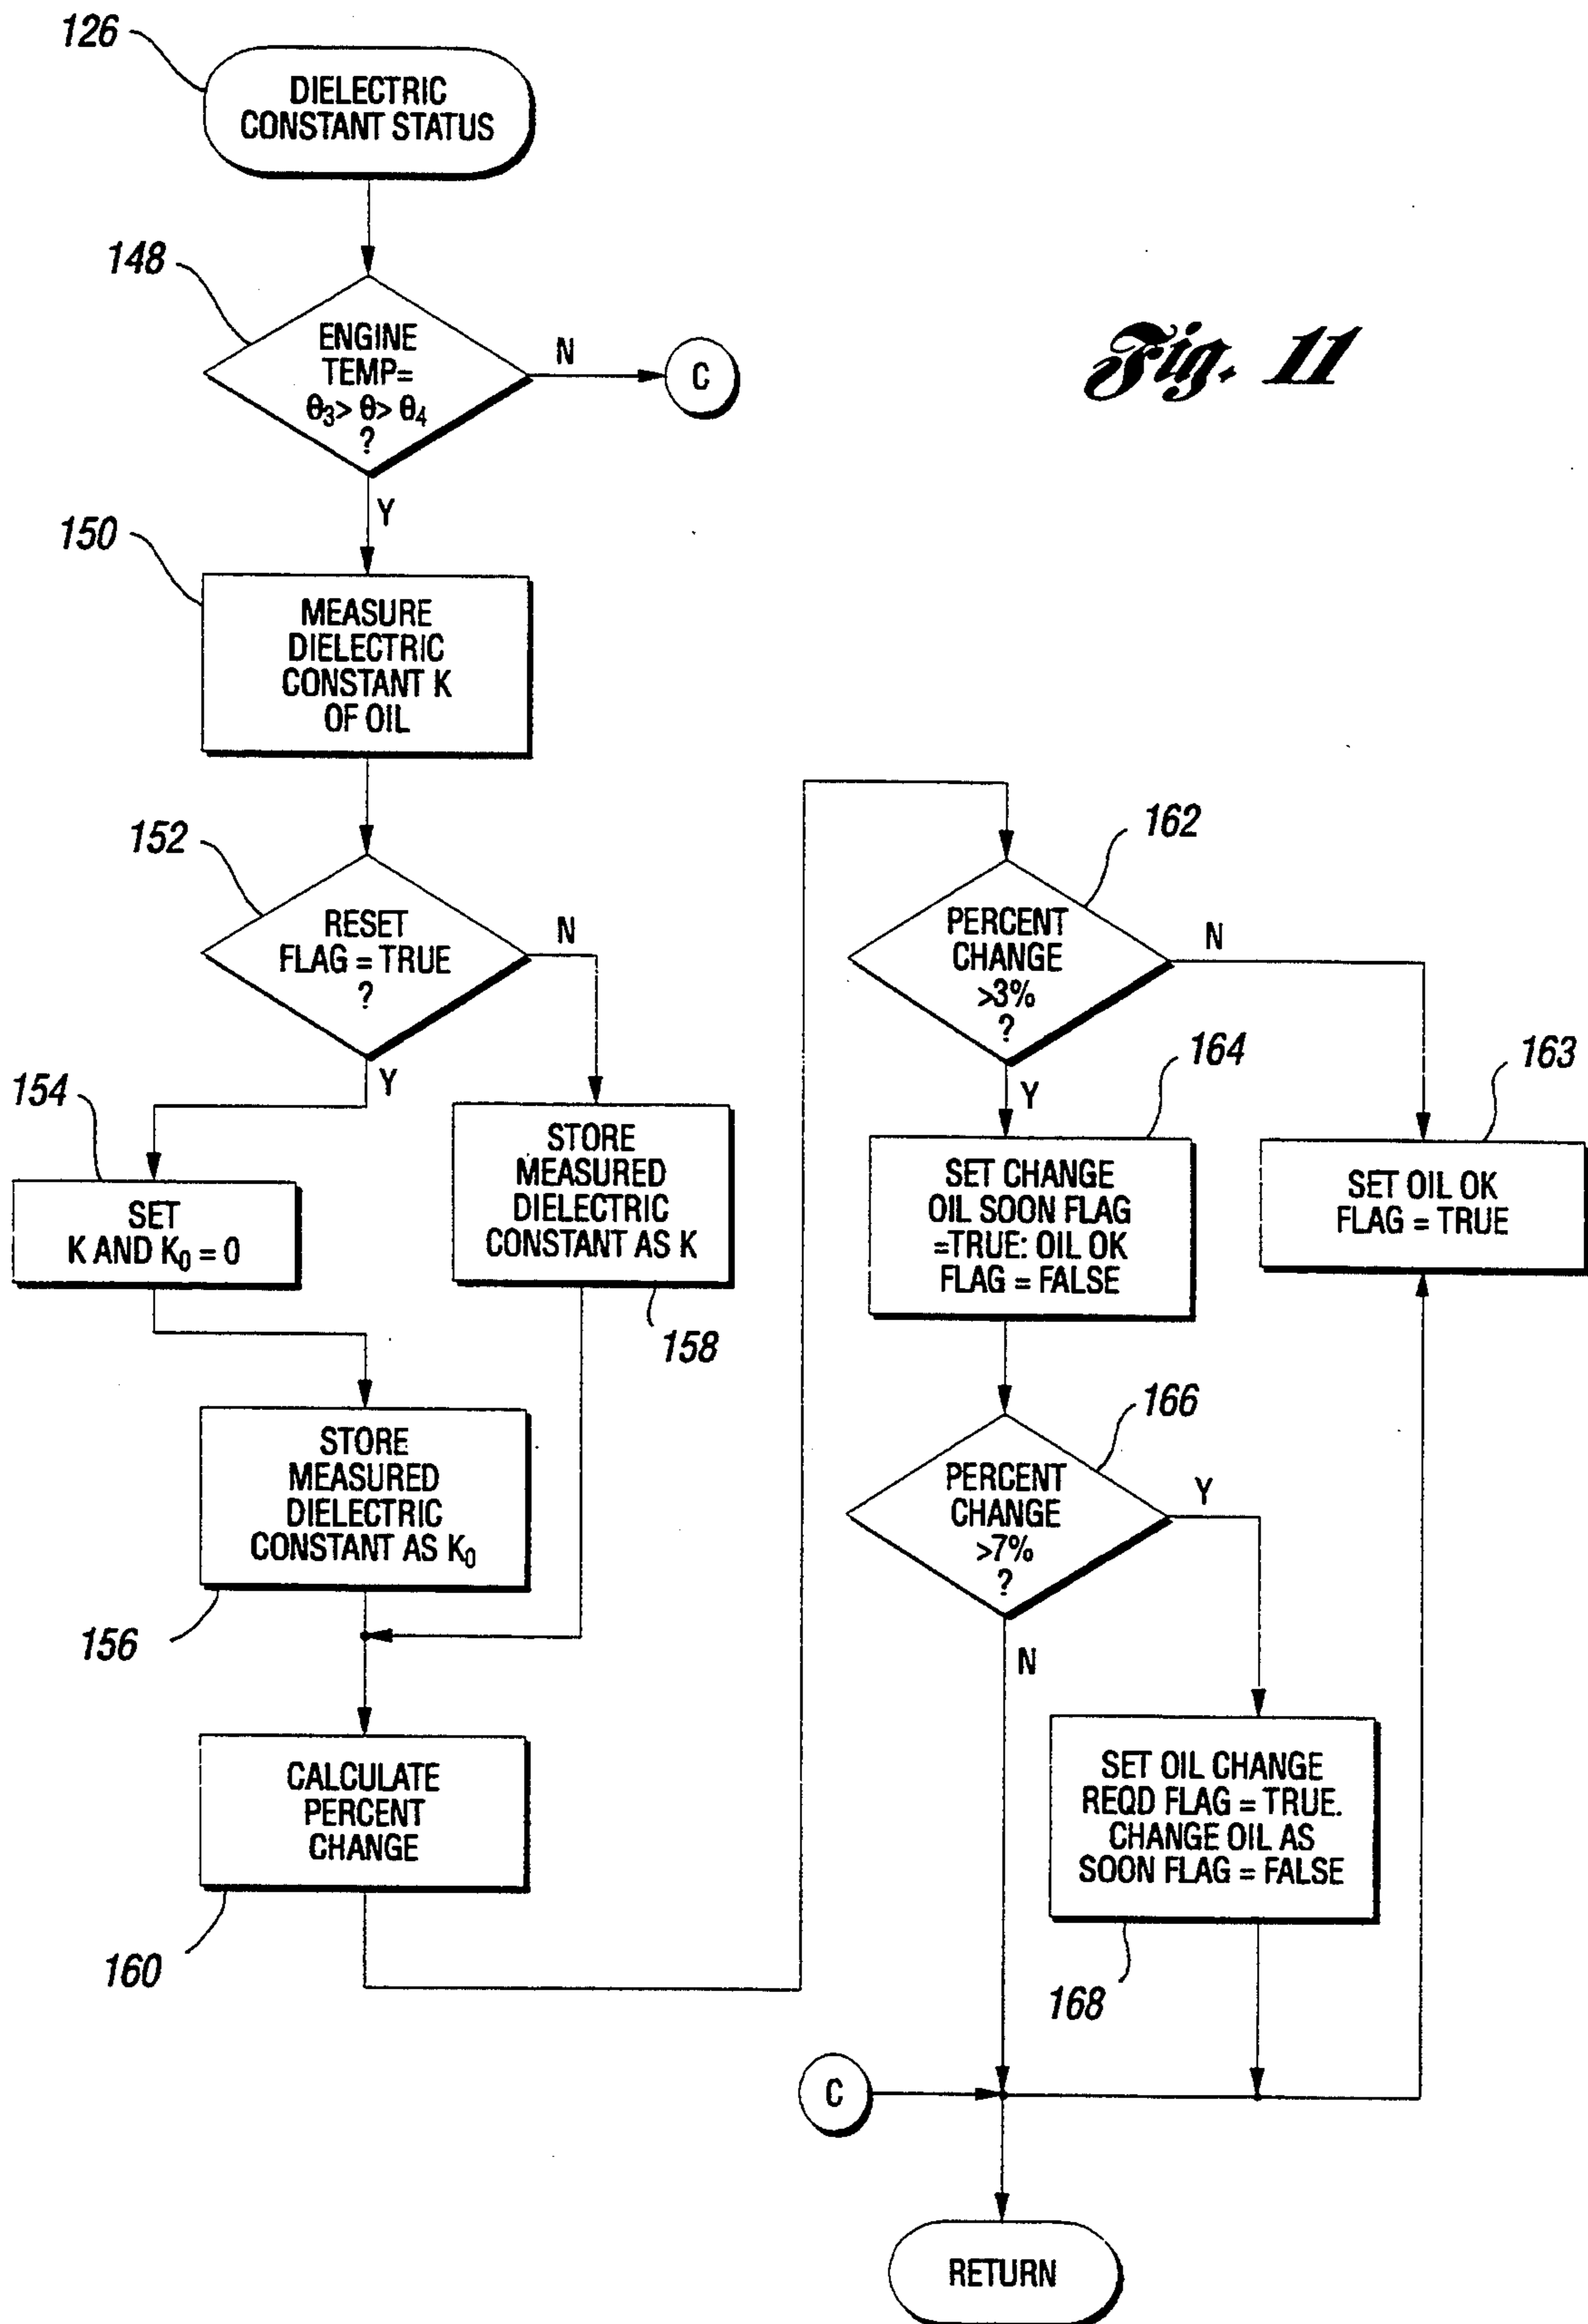 126
DIELECTRIC
CONSTANT STATUS
148
ENGINE
TEMP=
θ₃> θ> θ₄
?
N
C
Fig. 11
Y
150
MEASURE
DIELECTRIC
CONSTANT K
OF OIL
152
RESET
FLAG = TRUE
?
N
Y
154
SET
K AND K₀ = 0
STORE
MEASURED
DIELECTRIC
CONSTANT AS K
158
STORE
MEASURED
DIELECTRIC
CONSTANT AS K₀
156
CALCULATE
PERCENT
CHANGE
160
162
PERCENT
CHANGE
>3%
?
N
Y
164
163
SET CHANGE
OIL SOON FLAG
=TRUE: OIL OK
FLAG = FALSE
SET OIL OK
FLAG = TRUE
166
PERCENT
CHANGE
>7%
?
Y
N
SET OIL CHANGE
REQD FLAG = TRUE.
CHANGE OIL AS
SOON FLAG = FALSE
168
C
RETURN